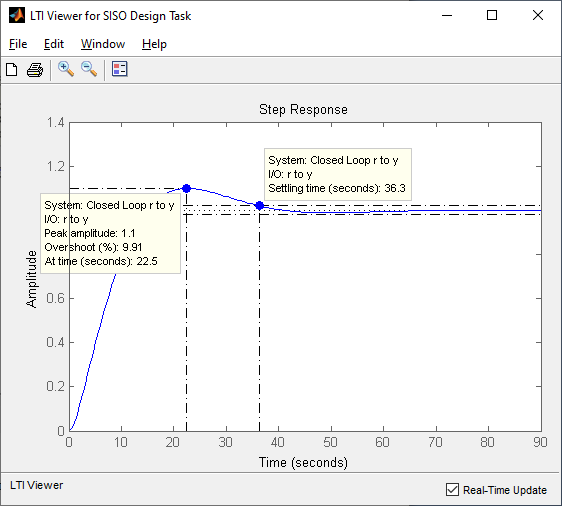 LTI Viewer for SISO Design Task
File Edit Window Help
Step Response
1.4
1.2
1
0.8
0.6
0.4
0.2
0
Amplitude
System: Closed Loop r to y
I/O: r to y
Peak amplitude: 1.1
Overshoot (%): 9.91
At time (seconds): 22.5
System: Closed Loop r to y
I/O: r to y
Settling time (seconds): 36.3
0 10 20 30 40 50 60 70 80 90
Time (seconds)
LTI Viewer
Real-Time Update